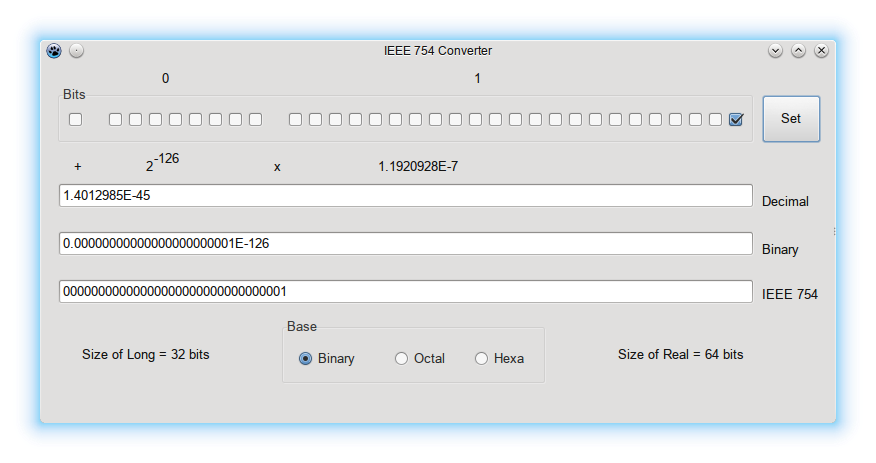 IEEE 754 Converter
0 1
Bits
Set
+ 2-126 x 1.1920928E-7
1.4012985E-45 Decimal
0.00000000000000000000001E-126 Binary
00000000000000000000000000000001 IEEE 754
Base
Size of Long = 32 bits Binary Octal Hexa Size of Real = 64 bits